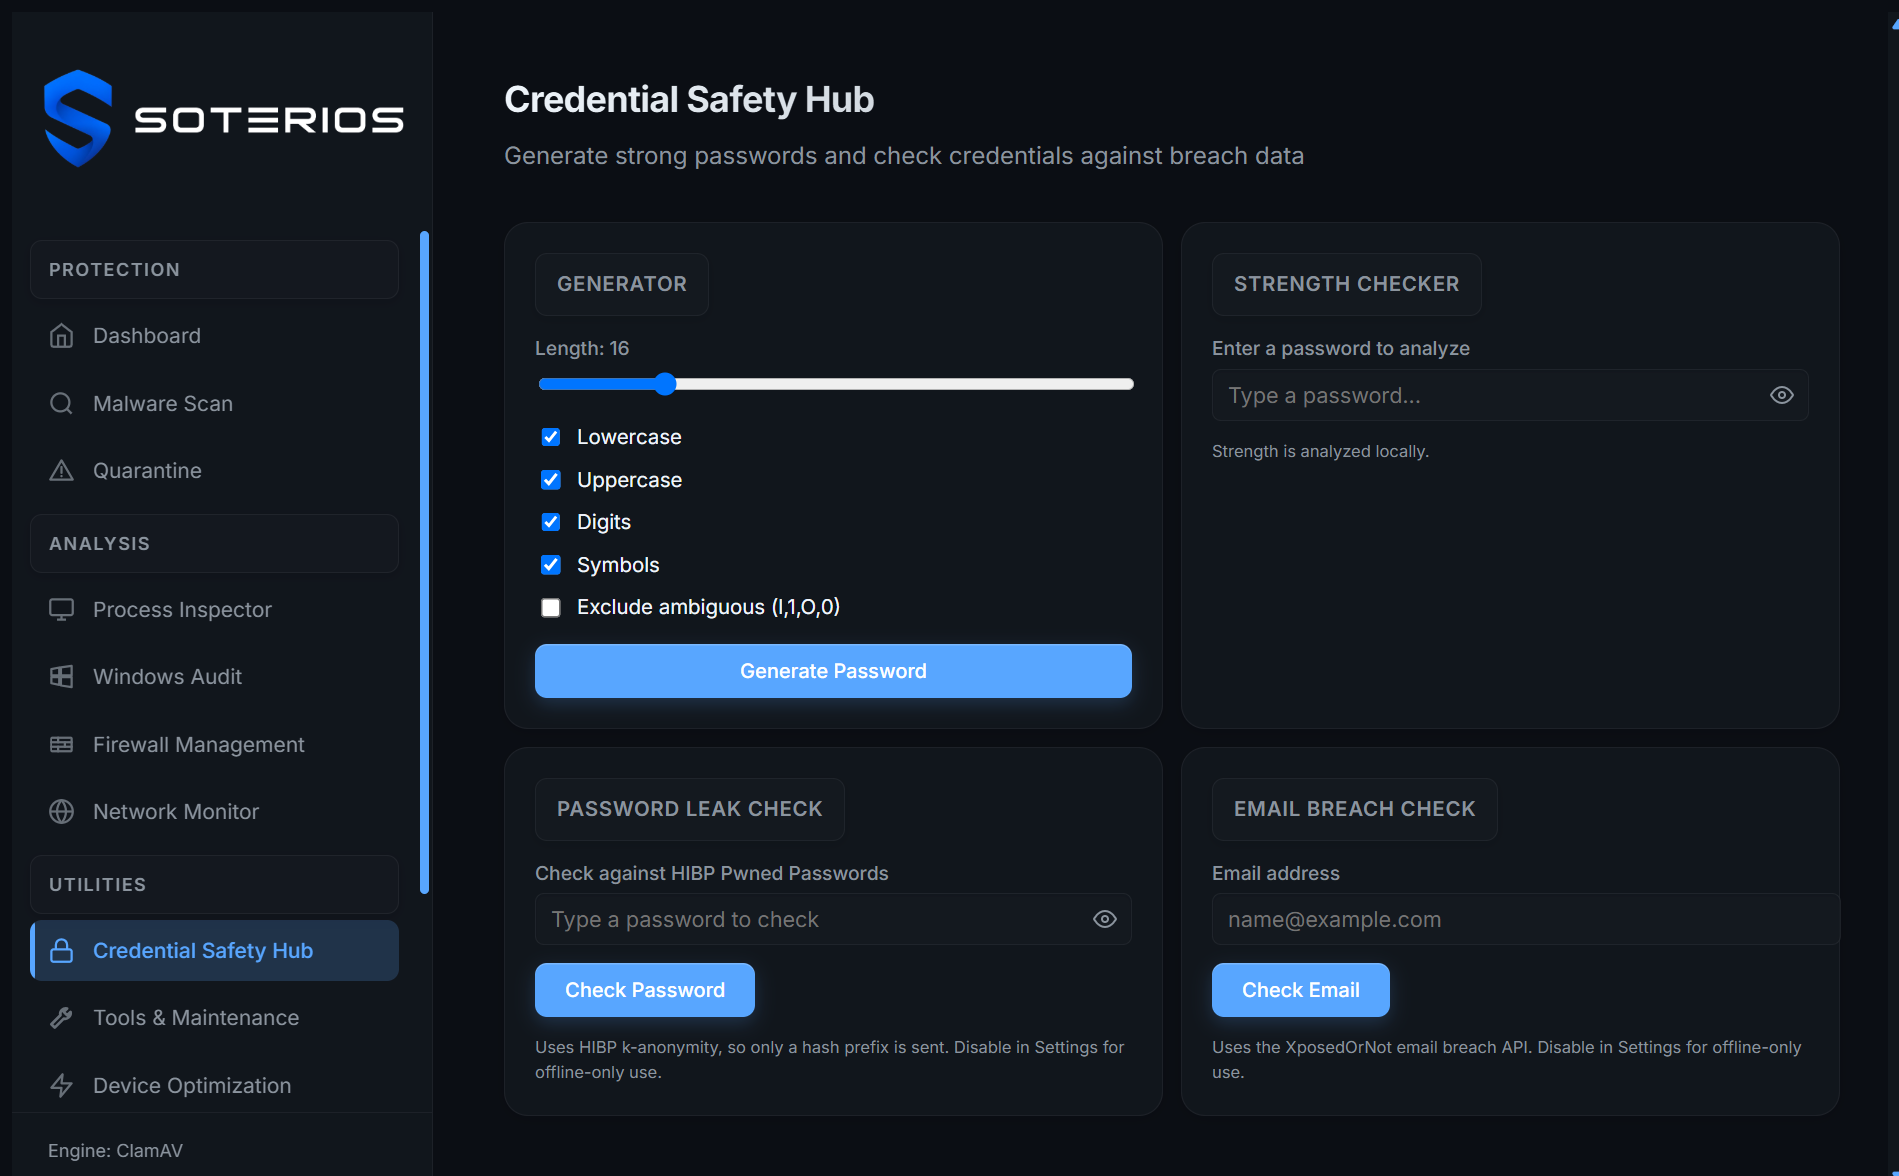 SOTERIOS
PROTECTION
Dashboard
Malware Scan
Quarantine
ANALYSIS
Process Inspector
Windows Audit
Firewall Management
Network Monitor
UTILITIES
Credential Safety Hub
Tools & Maintenance
Device Optimization
Engine: ClamAV
Credential Safety Hub
Generate strong passwords and check credentials against breach data
GENERATOR
Length: 16
Lowercase
Uppercase
Digits
Symbols
Exclude ambiguous (l,1,O,0)
Generate Password
STRENGTH CHECKER
Enter a password to analyze
Type a password...
Strength is analyzed locally.
PASSWORD LEAK CHECK
Check against HIBP Pwned Passwords
Type a password to check
Check Password
Uses HIBP k-anonymity, so only a hash prefix is sent. Disable in Settings for
offline-only use.
EMAIL BREACH CHECK
Email address
name@example.com
Check Email
Uses the XposedOrNot email breach API. Disable in Settings for offline-only
use.